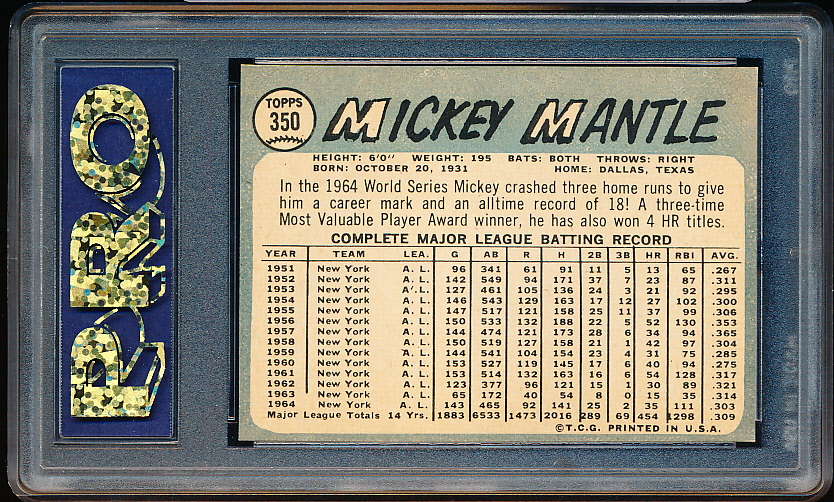 PRO
TOPPS
350
MICKEY MANTLE
HEIGHT: 6'0" WEIGHT: 195 BATS: BOTH THROWS: RIGHT
BORN: OCTOBER 20, 1931 HOME: DALLAS, TEXAS
In the 1964 World Series Mickey crashed three home runs to give
him a career mark and an alltime record of 18! A three-time
Most Valuable Player Award winner, he has also won 4 HR titles.
COMPLETE MAJOR LEAGUE BATTING RECORD
YEAR TEAM LEA. G AB R H 2B 3B HR RBI AVG.
1951 New York A. L. 96 341 61 91 11 5 13 65 .267
1952 New York A. L. 142 549 94 171 37 7 23 87 .311
1953 New York A. L. 127 461 105 136 24 3 21 92 .295
1954 New York A. L. 146 543 129 163 17 12 27 102 .300
1955 New York A. L. 147 517 121 158 25 11 37 99 .306
1956 New York A. L. 150 533 132 188 22 5 52 130 .353
1957 New York A. L. 144 474 121 173 28 6 34 94 .365
1958 New York A. L. 150 519 127 158 21 1 42 97 .304
1959 New York A. L. 144 541 104 154 23 4 31 75 .285
1960 New York A. L. 153 527 119 145 17 6 40 94 .275
1961 New York A. L. 153 514 132 163 16 6 54 128 .317
1962 New York A. L. 123 377 96 121 15 1 30 89 .321
1963 New York A. L. 65 172 40 54 8 0 15 35 .314
1964 New York A. L. 143 465 92 141 25 2 35 111 .303
Major League Totals 14 Yrs. 1883 6533 1473 2016 289 69 454 1298 .309
©T.C.G. PRINTED IN U.S.A.